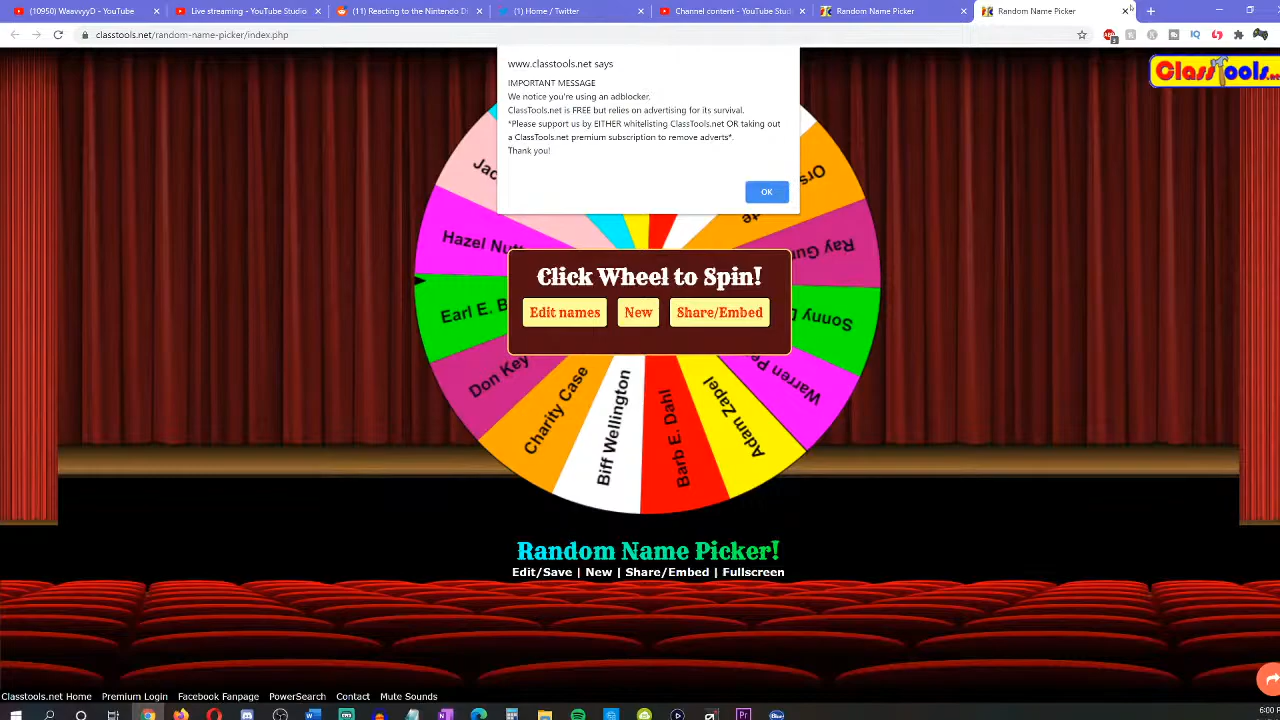 (10950) WaavvyyD - YouTube
Live streaming - YouTube Studio
(11) Reacting to the Nintendo Di
(1) Home / Twitter
Channel content - YouTube Stud
Random Name Picker
Random Name Picker
classtools.net/random-name-picker/index.php
ClassTools.net
www.classtools.net says
IMPORTANT MESSAGE
We notice you're using an adblocker.
ClassTools.net is FREE but relies on advertising for its survival.
*Please support us by EITHER whitelisting ClassTools.net OR taking out
a ClassTools.net premium subscription to remove adverts*.
Thank you!
OK
Jac
Hazel Nut
Earl E. B
Don Key
Charity Case
Biff Wellington
Barb E. Dahl
Adam Zapel
Warren Pe
Sonny D
Ray Gun
Ors
te
Click Wheel to Spin!
Edit names
New
Share/Embed
Random Name Picker!
Edit/Save | New | Share/Embed | Fullscreen
Classtools.net Home
Premium Login
Facebook Fanpage
PowerSearch
Contact
Mute Sounds
6:00